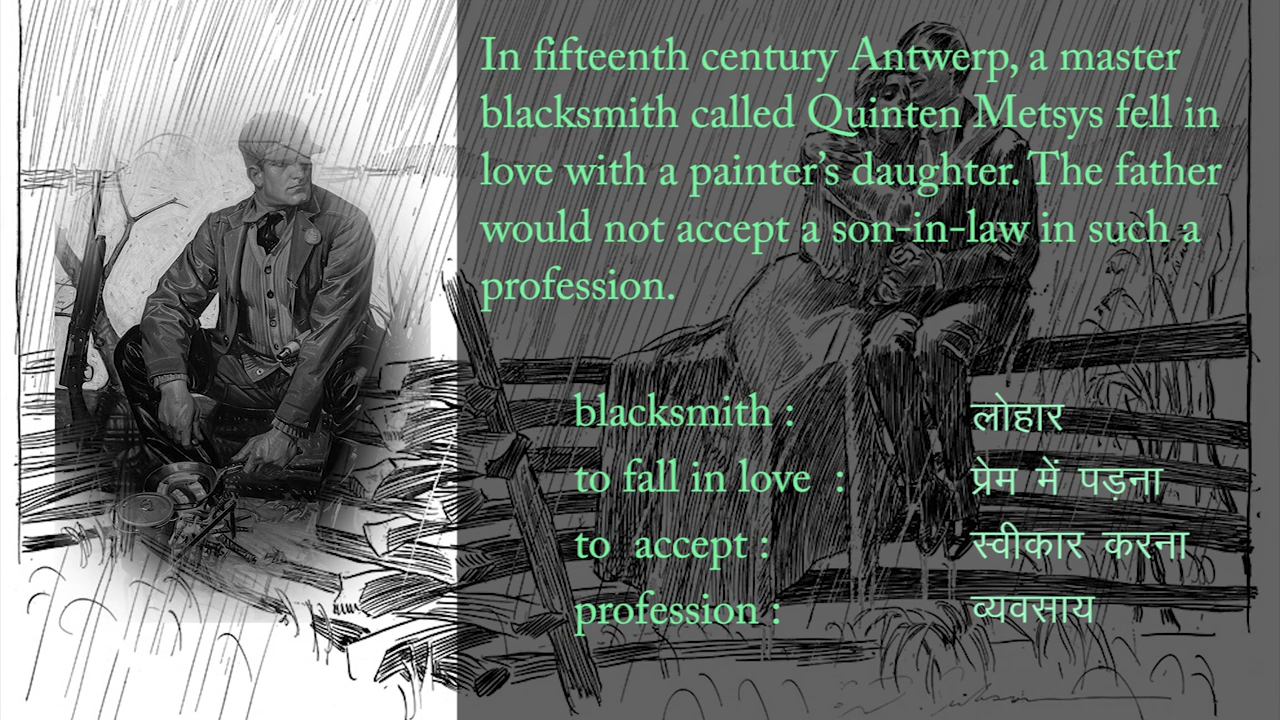 In fifteenth century Antwerp, a master
blacksmith called Quinten Metsys fell in
love with a painter’s daughter. The father
would not accept a son-in-law in such a
profession.
blacksmith : लोहार
to fall in love : प्रेम में पड़ना
to accept : स्वीकार करना
profession : व्यवसाय